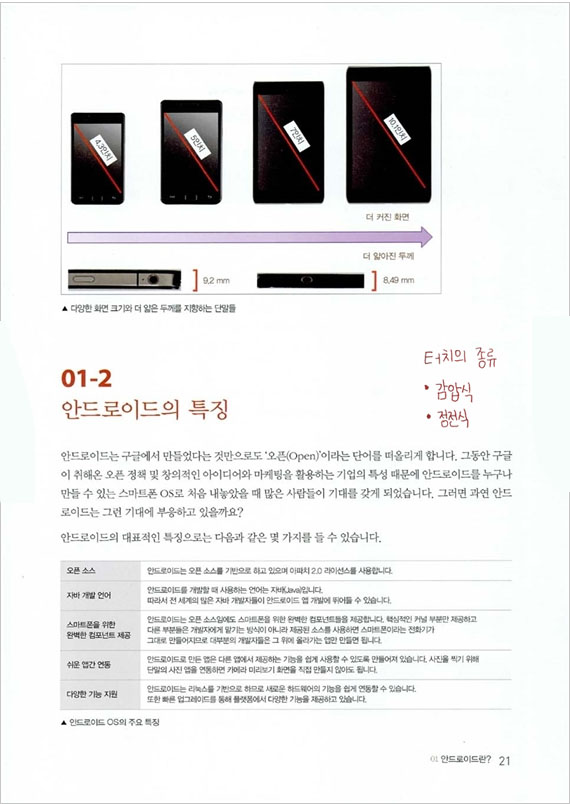 4.3인치
5인치
7인치
10.1인치
더 커진 화면
더 얇아진 두께
9.2 mm
8.49 mm
▲ 다양한 화면 크기와 더 얇은 두께를 지향하는 단말들
터치의 종류
• 감압식
• 정전식
01-2
안드로이드의 특징
안드로이드는 구글에서 만들었다는 것만으로도 '오픈(Open)'이라는 단어를 떠올리게 합니다. 그동안 구글
이 취해온 오픈 정책 및 창의적인 아이디어와 마케팅을 활용하는 기업의 특성 때문에 안드로이드를 누구나
만들 수 있는 스마트폰 OS로 처음 내놓았을 때 많은 사람들이 기대를 갖게 되었습니다. 그러면 과연 안드
로이드는 그런 기대에 부응하고 있을까요?
안드로이드의 대표적인 특징으로는 다음과 같은 몇 가지를 들 수 있습니다.
오픈 소스
안드로이드는 오픈 소스를 기반으로 하고 있으며 아파치 2.0 라이선스를 사용합니다.
자바 개발 언어
안드로이드를 개발할 때 사용하는 언어는 자바(Java)입니다.
따라서 전 세계의 많은 자바 개발자들이 안드로이드 앱 개발에 뛰어들 수 있습니다.
스마트폰을 위한
완벽한 컴포넌트 제공
안드로이드는 오픈 소스임에도 스마트폰을 위한 완벽한 컴포넌트들을 제공합니다. 핵심적인 커널 부분만 제공하고
다른 부분들은 개발자에게 맡기는 방식이 아니라 제공된 소스를 사용하면 스마트폰이라는 전화기가
그대로 만들어지므로 대부분의 개발자들은 그 위에 올라가는 앱만 만들면 됩니다.
쉬운 앱간 연동
안드로이드로 만든 앱은 다른 앱에서 제공하는 기능을 쉽게 사용할 수 있도록 만들어져 있습니다. 사진을 찍기 위해
단말의 사진 앱을 연동하면 카메라 미리보기 화면을 직접 만들지 않아도 됩니다.
다양한 기능 지원
안드로이드는 리눅스를 기반으로 하므로 새로운 하드웨어의 기능을 쉽게 연동할 수 있습니다.
또한 빠른 업그레이드를 통해 플랫폼에서 다양한 기능을 제공하고 있습니다.
▲ 안드로이드 OS의 주요 특징
01 안드로이드란? 21